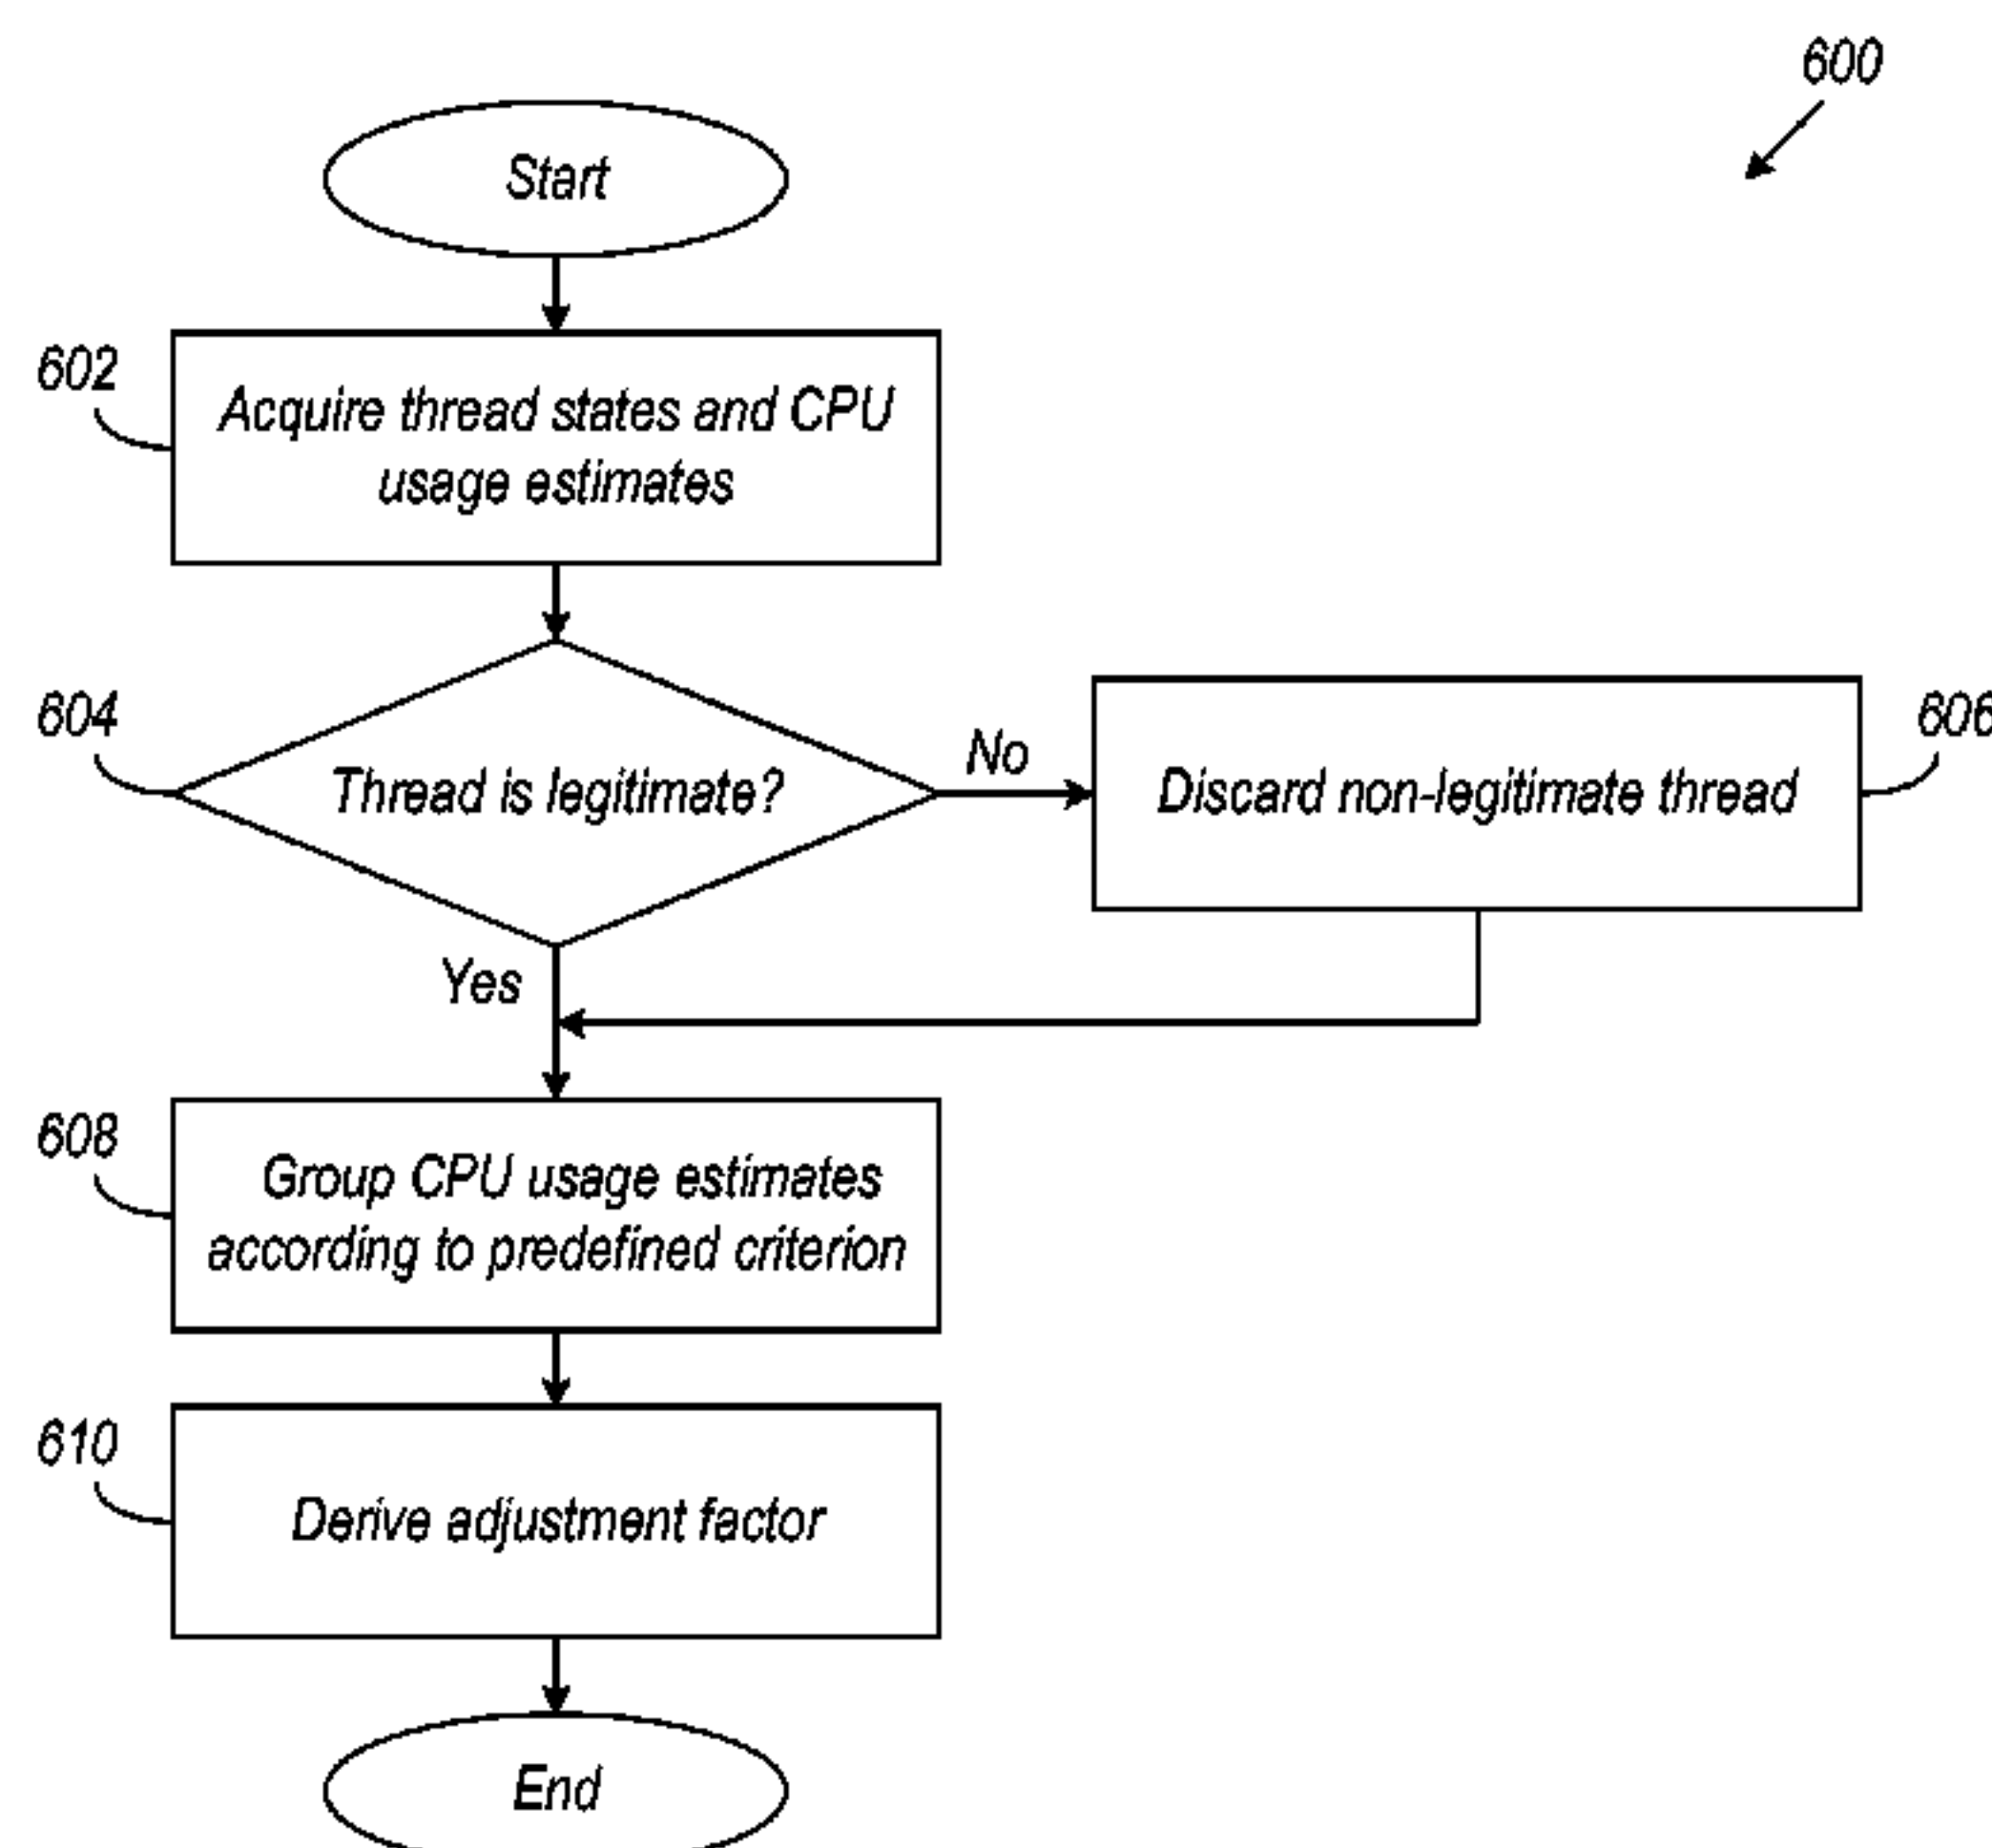 600
Start
602
Acquire thread states and CPU
usage estimates
604
Thread is legitimate?
No
Discard non-legitimate thread
606
Yes
608
Group CPU usage estimates
according to predefined criterion
610
Derive adjustment factor
End